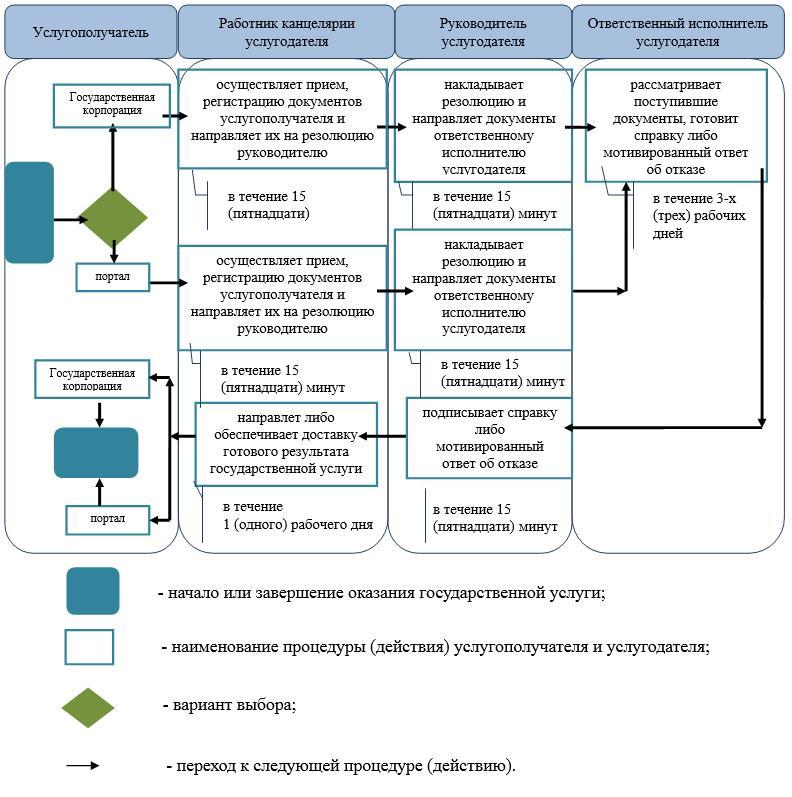 Услугополучатель
Работник канцелярии
услугодателя
Руководитель
услугодателя
Ответственный исполнитель
услугодателя
Государственная
корпорация
осуществляет прием,
регистрацию документов
услугополучателя и
направляет их на резолюцию
руководителю
накладывает
резолюцию и
направляет документы
ответственному
исполнителю
услугодателя
рассматривает
поступившие
документы, готовит
справку либо
мотивированный ответ
об отказе
в течение 15
(пятнадцати)
в течение 15
(пятнадцати) минут
в течение 3-х
(трех) рабочих
дней
портал
осуществляет прием,
регистрацию документов
услугополучателя и
направляет их на резолюцию
руководителю
накладывает
резолюцию и
направляет документы
ответственному
исполнителю
услугодателя
в течение 15
(пятнадцати) минут
в течение 15
(пятнадцати) минут
Государственная
корпорация
направлет либо
обеспечивает доставку
готового результата
государственной услуги
подписывает справку
либо
мотивированный
ответ об отказе
портал
в течение
1 (одного) рабочего дня
в течение 15
(пятнадцати) минут
- начало или завершение оказания государственной услуги;
- наименование процедуры (действия) услугополучателя и услугодателя;
- вариант выбора;
- переход к следующей процедуре (действию).